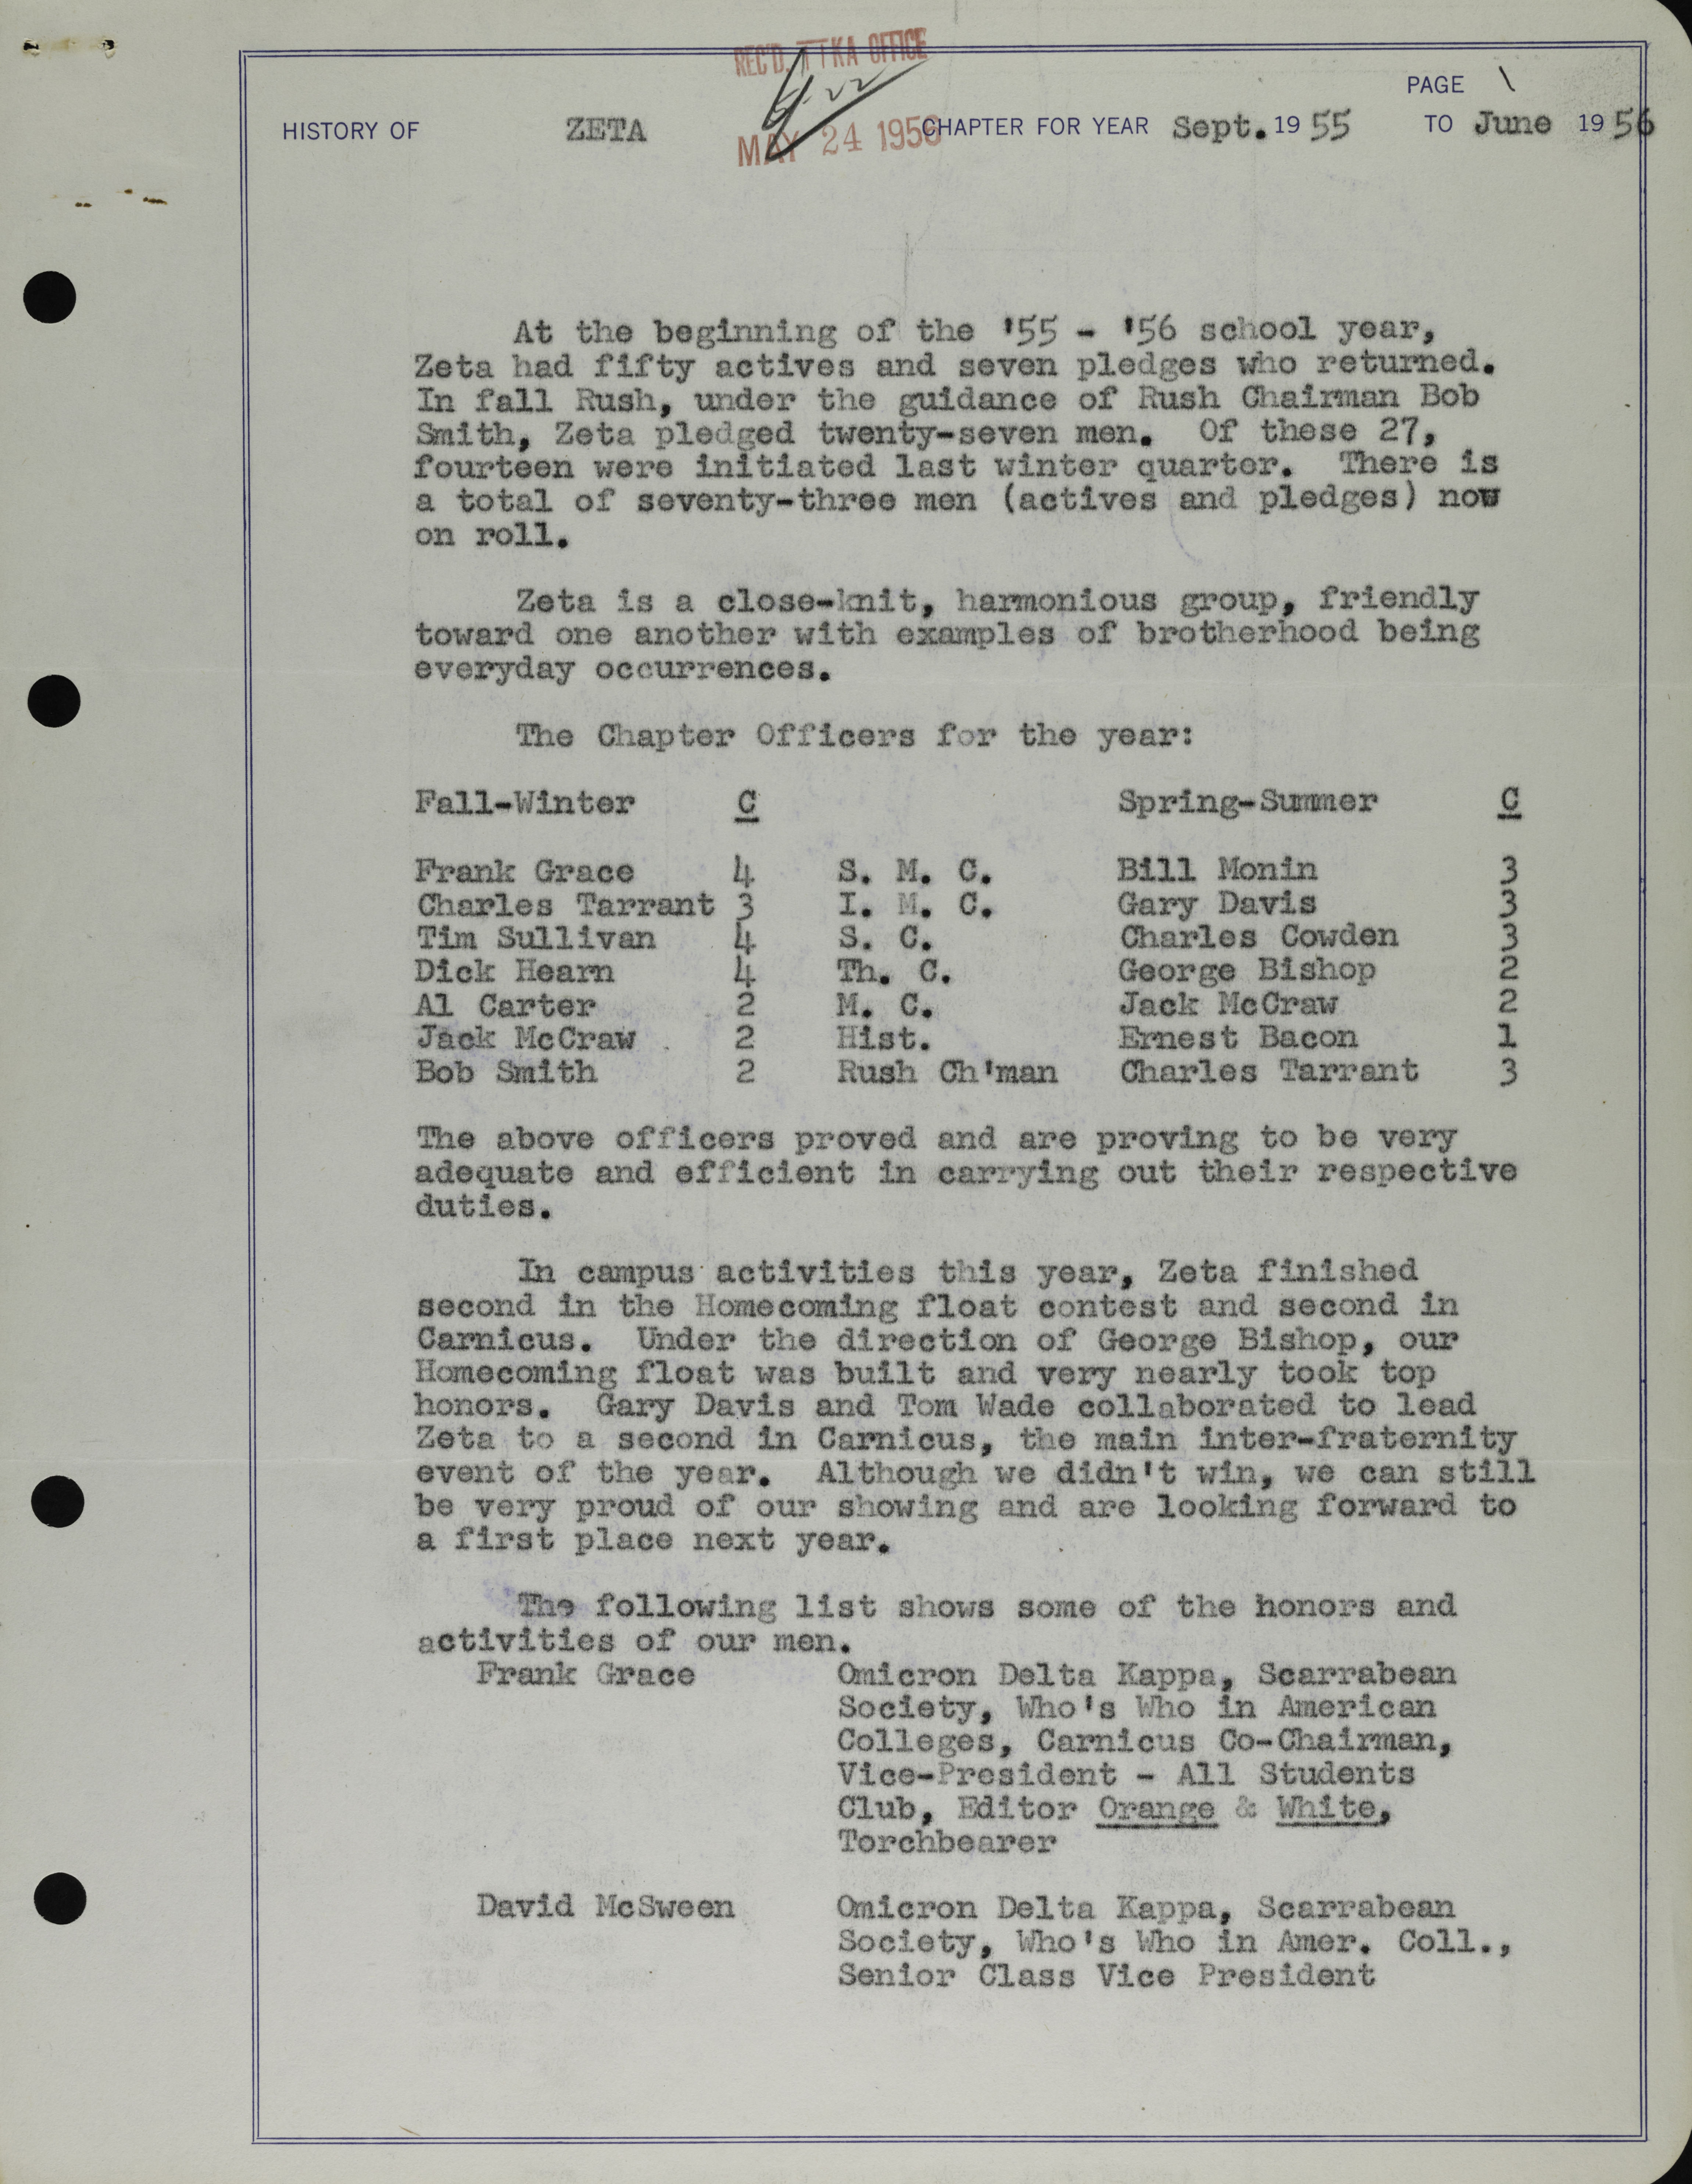 REC'D. ΠKA OFFICE
MAY 24 1956
PAGE 1
HISTORY OF ZETA CHAPTER FOR YEAR Sept. 19 55 TO June 19 56
At the beginning of the '55 - '56 school year,
Zeta had fifty actives and seven pledges who returned.
In fall Rush, under the guidance of Rush Chairman Bob
Smith, Zeta pledged twenty-seven men. Of these 27,
fourteen were initiated last winter quarter. There is
a total of seventy-three men (actives and pledges) now
on roll.
Zeta is a close-knit, harmonious group, friendly
toward one another with examples of brotherhood being
everyday occurrences.
The Chapter Officers for the year:
Fall-Winter C Spring-Summer C
Frank Grace 4 S. M. C. Bill Monin 3
Charles Tarrant 3 I. M. C. Gary Davis 3
Tim Sullivan 4 S. C. Charles Cowden 3
Dick Hearn 4 Th. C. George Bishop 2
Al Carter 2 M. C. Jack McCraw 2
Jack McCraw 2 Hist. Ernest Bacon 1
Bob Smith 2 Rush Ch'man Charles Tarrant 3
The above officers proved and are proving to be very
adequate and efficient in carrying out their respective
duties.
In campus activities this year, Zeta finished
second in the Homecoming float contest and second in
Carnicus. Under the direction of George Bishop, our
Homecoming float was built and very nearly took top
honors. Gary Davis and Tom Wade collaborated to lead
Zeta to a second in Carnicus, the main inter-fraternity
event of the year. Although we didn't win, we can still
be very proud of our showing and are looking forward to
a first place next year.
The following list shows some of the honors and
activities of our men.
Frank Grace Omicron Delta Kappa, Scarrabean
Society, Who's Who in American
Colleges, Carnicus Co-Chairman,
Vice-President - All Students
Club, Editor Orange & White,
Torchbearer
David McSween Omicron Delta Kappa, Scarrabean
Society, Who's Who in Amer. Coll.,
Senior Class Vice President